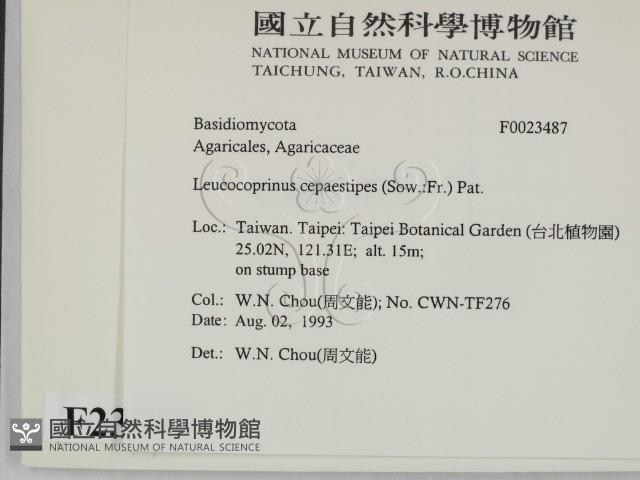 國立自然科學博物館
NATIONAL MUSEUM OF NATURAL SCIENCE
TAICHUNG, TAIWAN, R.O.CHINA
Basidiomycota F0023487
Agaricales, Agaricaceae
Leucocoprinus cepaestipes (Sow.:Fr.) Pat.
Loc.: Taiwan. Taipei: Taipei Botanical Garden (台北植物園)
25.02N, 121.31E; alt. 15m;
on stump base
Col.: W.N. Chou(周文能); No. CWN-TF276
Date: Aug. 02, 1993
Det.: W.N. Chou(周文能)
F23
國立自然科學博物館
NATIONAL MUSEUM OF NATURAL SCIENCE